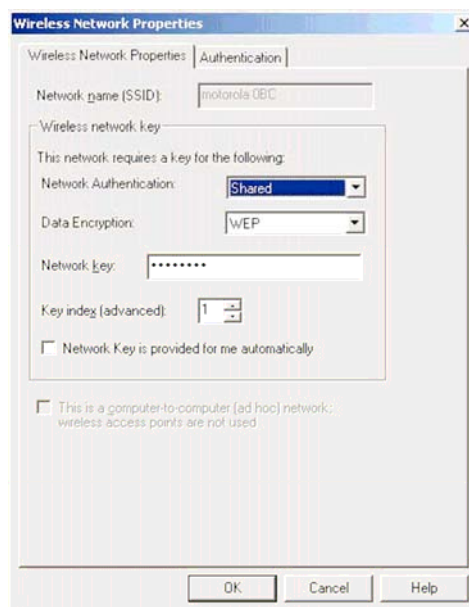 Wireless Network Properties
Wireless Network Properties
Authentication
Network name (SSID):
motorola 0BC
Wireless network key
This network requires a key for the following:
Network Authentication:
Shared
Data Encryption:
WEP
Network key:
••••••••
Key index (advanced):
1
Network Key is provided for me automatically
This is a computer-to-computer (ad hoc) network;
wireless access points are not used
OK
Cancel
Help